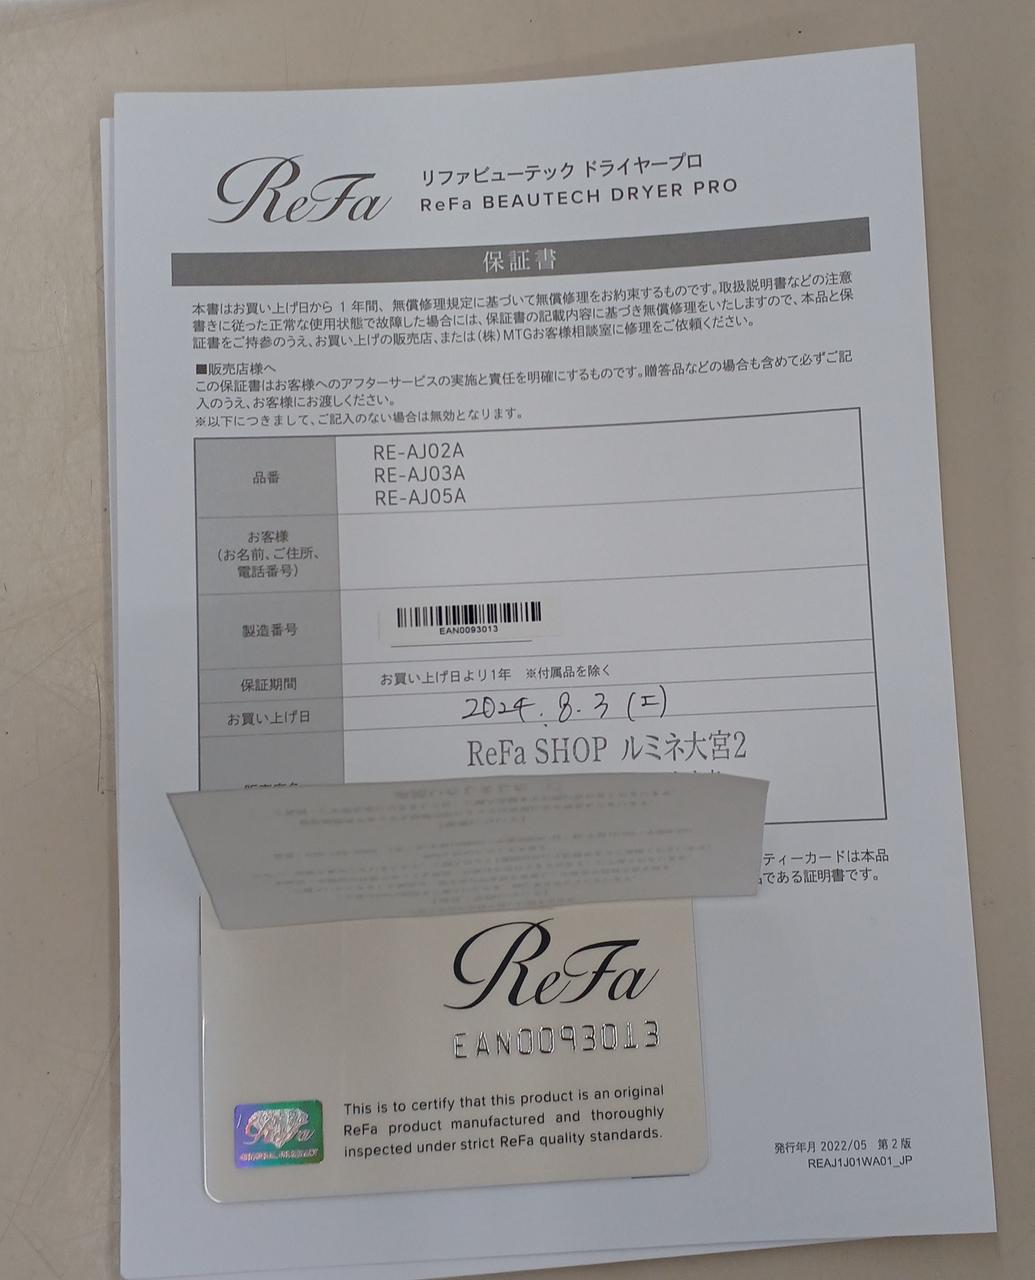 ReFa
リファビューテック ドライヤープロ
ReFa BEAUTECH DRYER PRO
保証書
本書はお買い上げ日から 1 年間、無償修理規定に基づいて無償修理をお約束するものです。取扱説明書などの注意
書きに従った正常な使用状態で故障した場合には、保証書の記載内容に基づき無償修理をいたしますので、本品と保
証書をご持参のうえ、お買い上げの販売店、または(株)MTGお客様相談室に修理をご依頼ください。
■販売店様へ
この保証書はお客様へのアフターサービスの実施と責任を明確にするものです。贈答品などの場合も含めて必ずご記
入のうえ、お客様にお渡しください。
※以下につきまして、ご記入のない場合は無効となります。
品番
RE-AJ02A
RE-AJ03A
RE-AJ05A
お客様
(お名前、ご住所、
電話番号)
製造番号
EAN0093013
保証期間
お買い上げ日より1年 ※付属品を除く
お買い上げ日
2024.8.3(土)
ReFa SHOP ルミネ大宮2
ティーカードは本品
である証明書です。
ReFa
EAN0093013
This is to certify that this product is an original
ReFa product manufactured and thoroughly
inspected under strict ReFa quality standards.
発行年月 2022/05 第2版
REAJ1J01WA01_JP